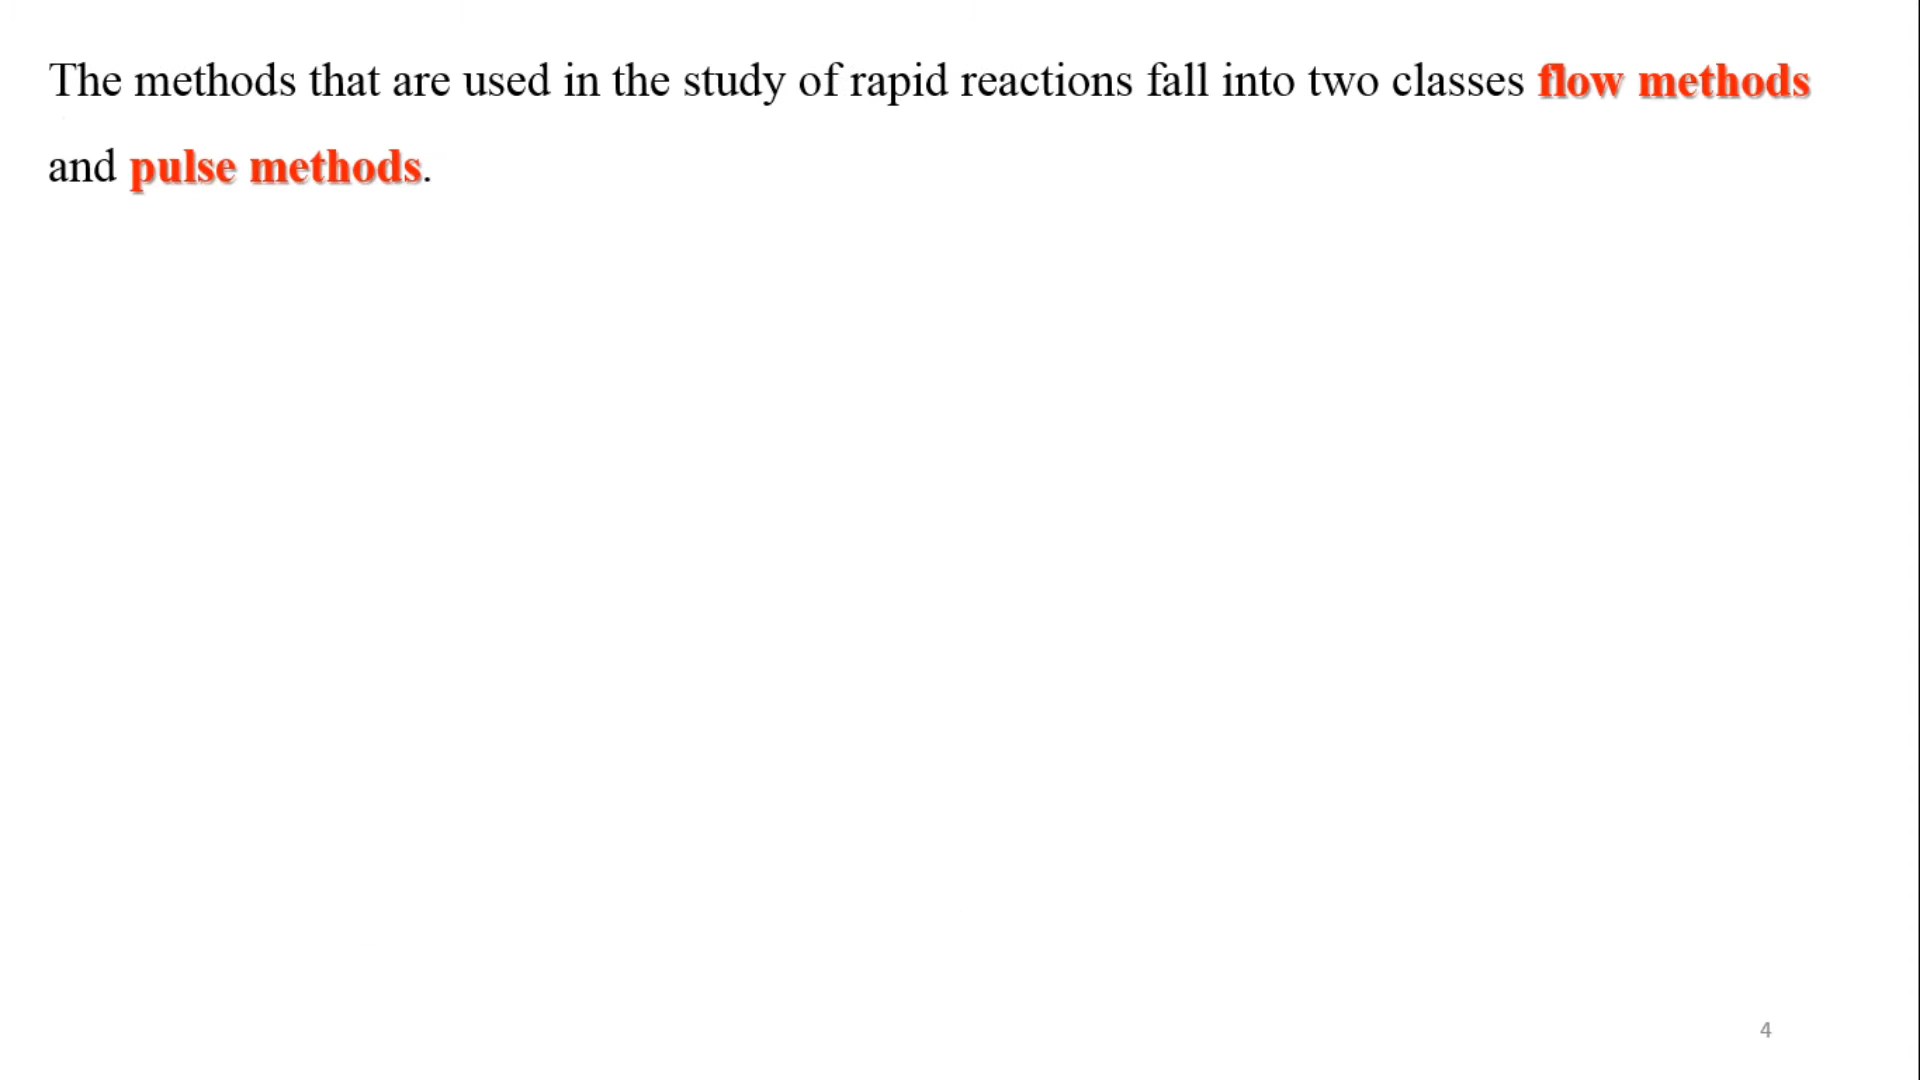 The methods that are used in the study of rapid reactions fall into two classes flow methods
and pulse methods.
4